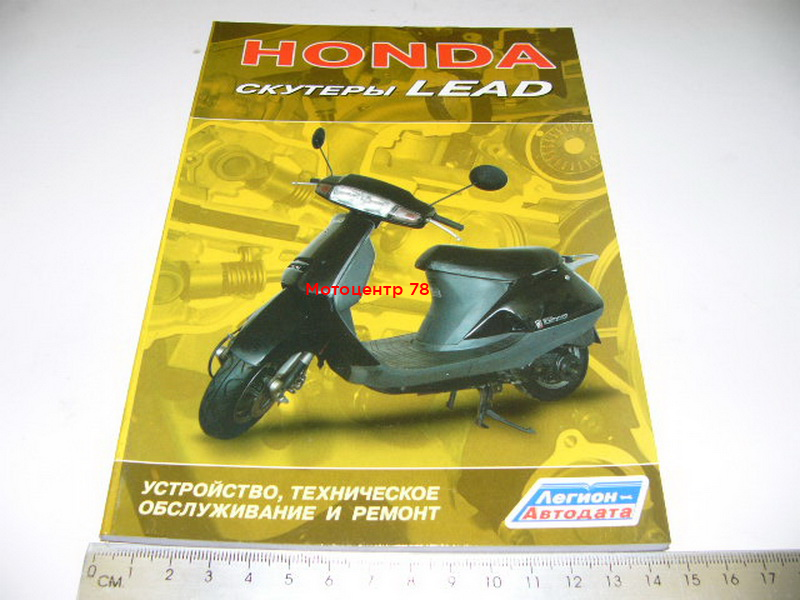 HONDA
СКУТЕРЫ LEAD
Мотоцентр 78
УСТРОЙСТВО, ТЕХНИЧЕСКОЕ
ОБСЛУЖИВАНИЕ И РЕМОНТ
Легион
Автодата
0 1 2 3 4 5 6 7 8 9 10 11 12 13 14 15 16 17
СМ